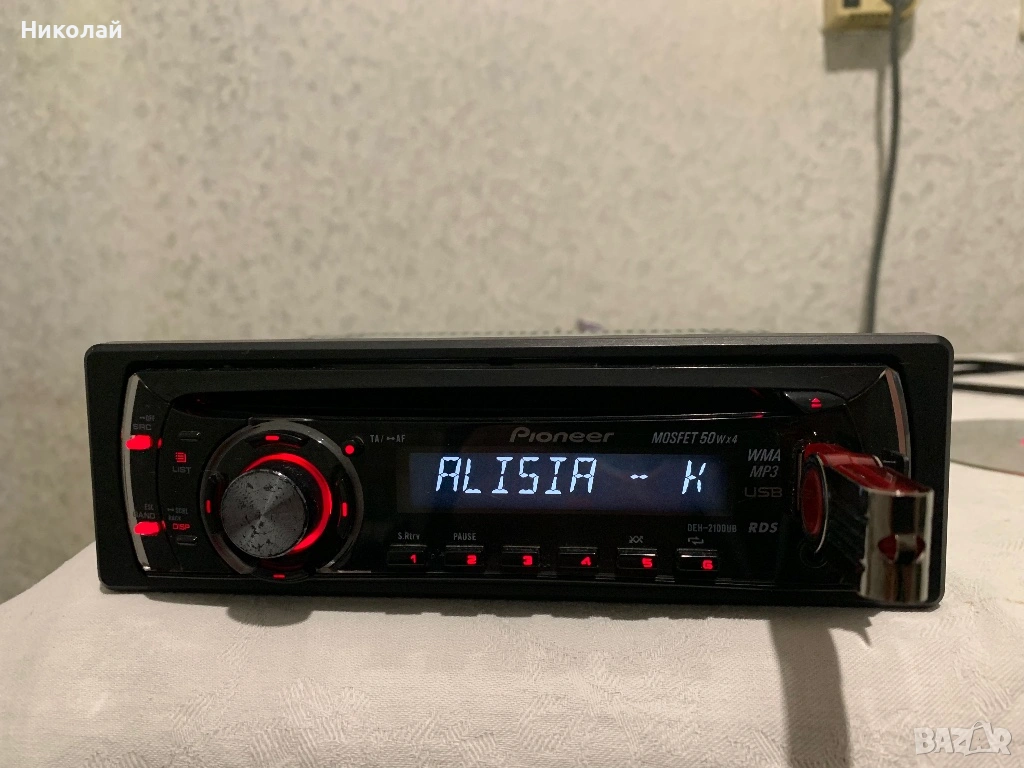 Николай
SRC
LIST
BAND
DISP
TA/ AF
Pioneer
MOSFET 50Wx4
ALISIA -- K
WMA
MP3
USB
DEH-2100UB
RDS
S.Rtrv
PAUSE
1 2 3 4 5 6
BAZAR